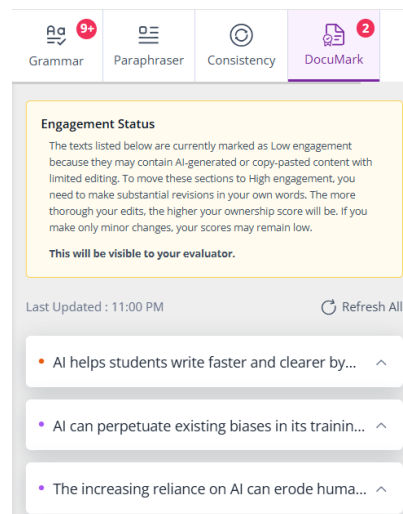 9+
2
Grammar
Paraphraser
Consistency
DocuMark
Engagement Status
The texts listed below are currently marked as Low engagement
because they may contain AI-generated or copy-pasted content with
limited editing. To move these sections to High engagement, you
need to make substantial revisions in your own words. The more
thorough your edits, the higher your ownership score will be. If you
make only minor changes, your scores may remain low.
This will be visible to your evaluator.
Last Updated : 11:00 PM
Refresh All
AI helps students write faster and clearer by...
AI can perpetuate existing biases in its trainin...
The increasing reliance on AI can erode huma...